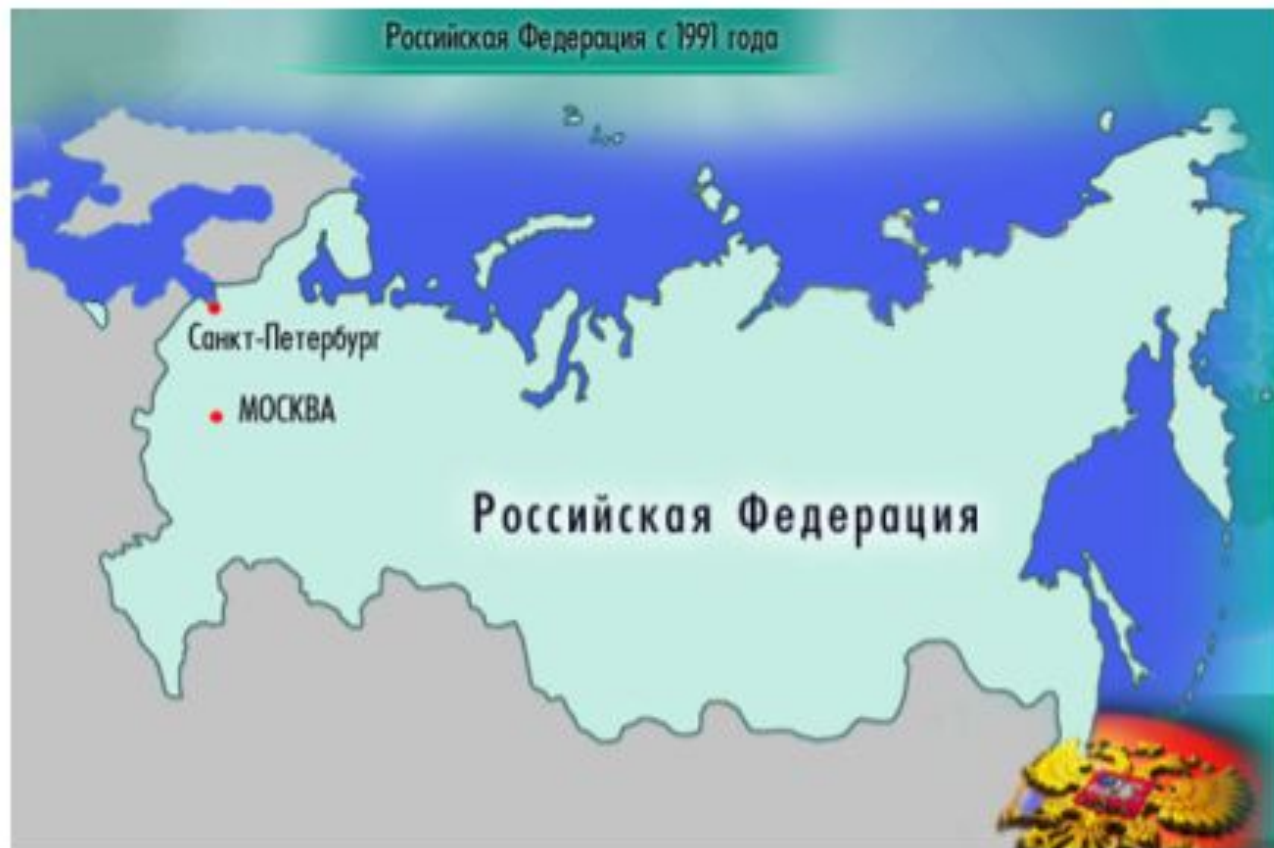 Российская Федерация с 1991 года
Санкт-Петербург
МОСКВА
Российская Федерация